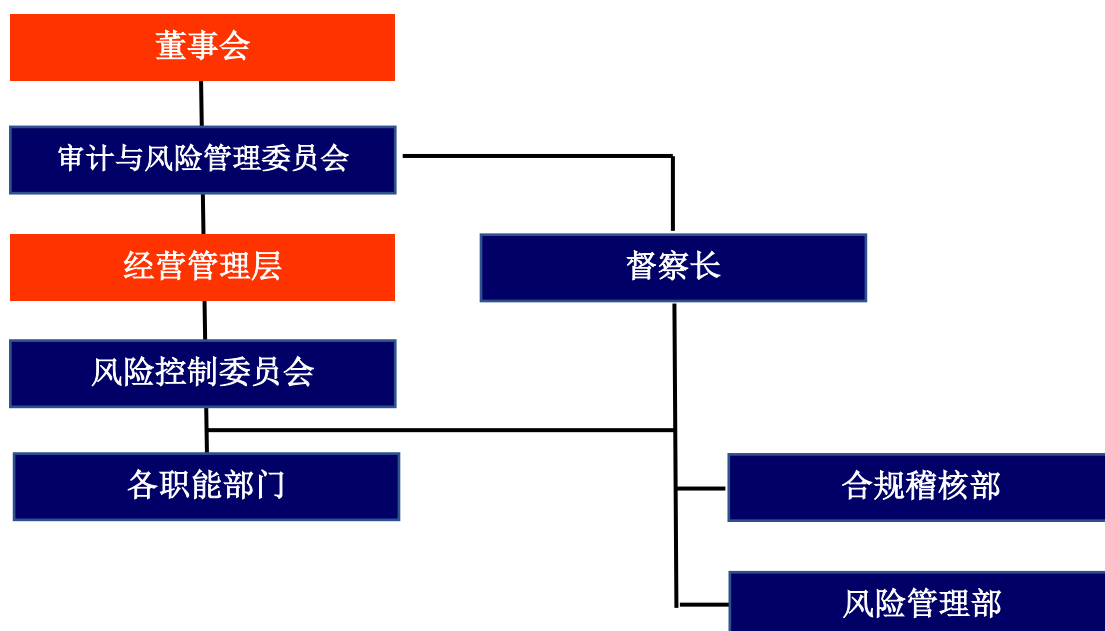 董事会
审计与风险管理委员会
经营管理层
督察长
风险控制委员会
各职能部门
合规稽核部
风险管理部